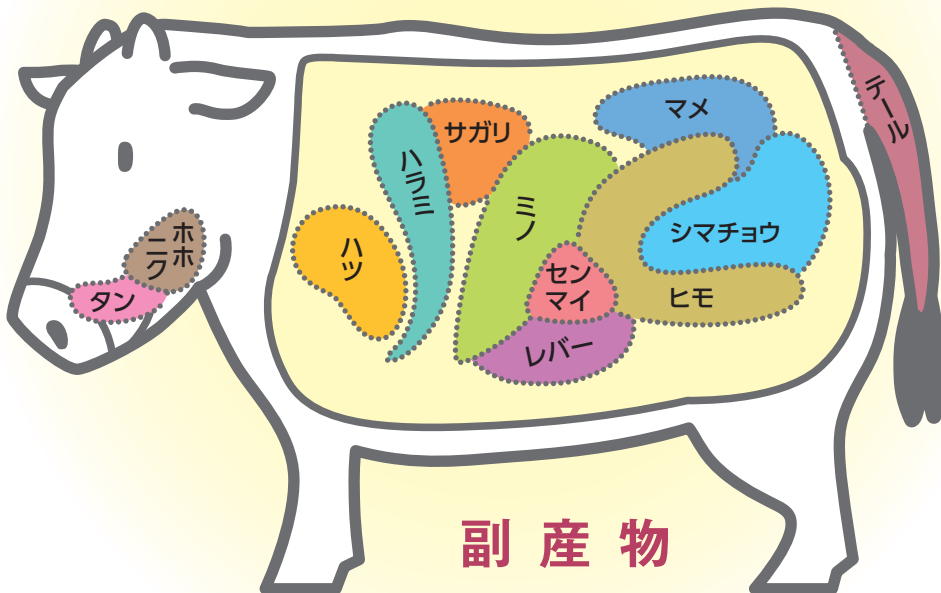 テール
マメ
サガリ
ハラミ
ミノ
シマチョウ
ホホ
ニク
ハツ
セン
マイ
タン
ヒモ
レバー
副産物